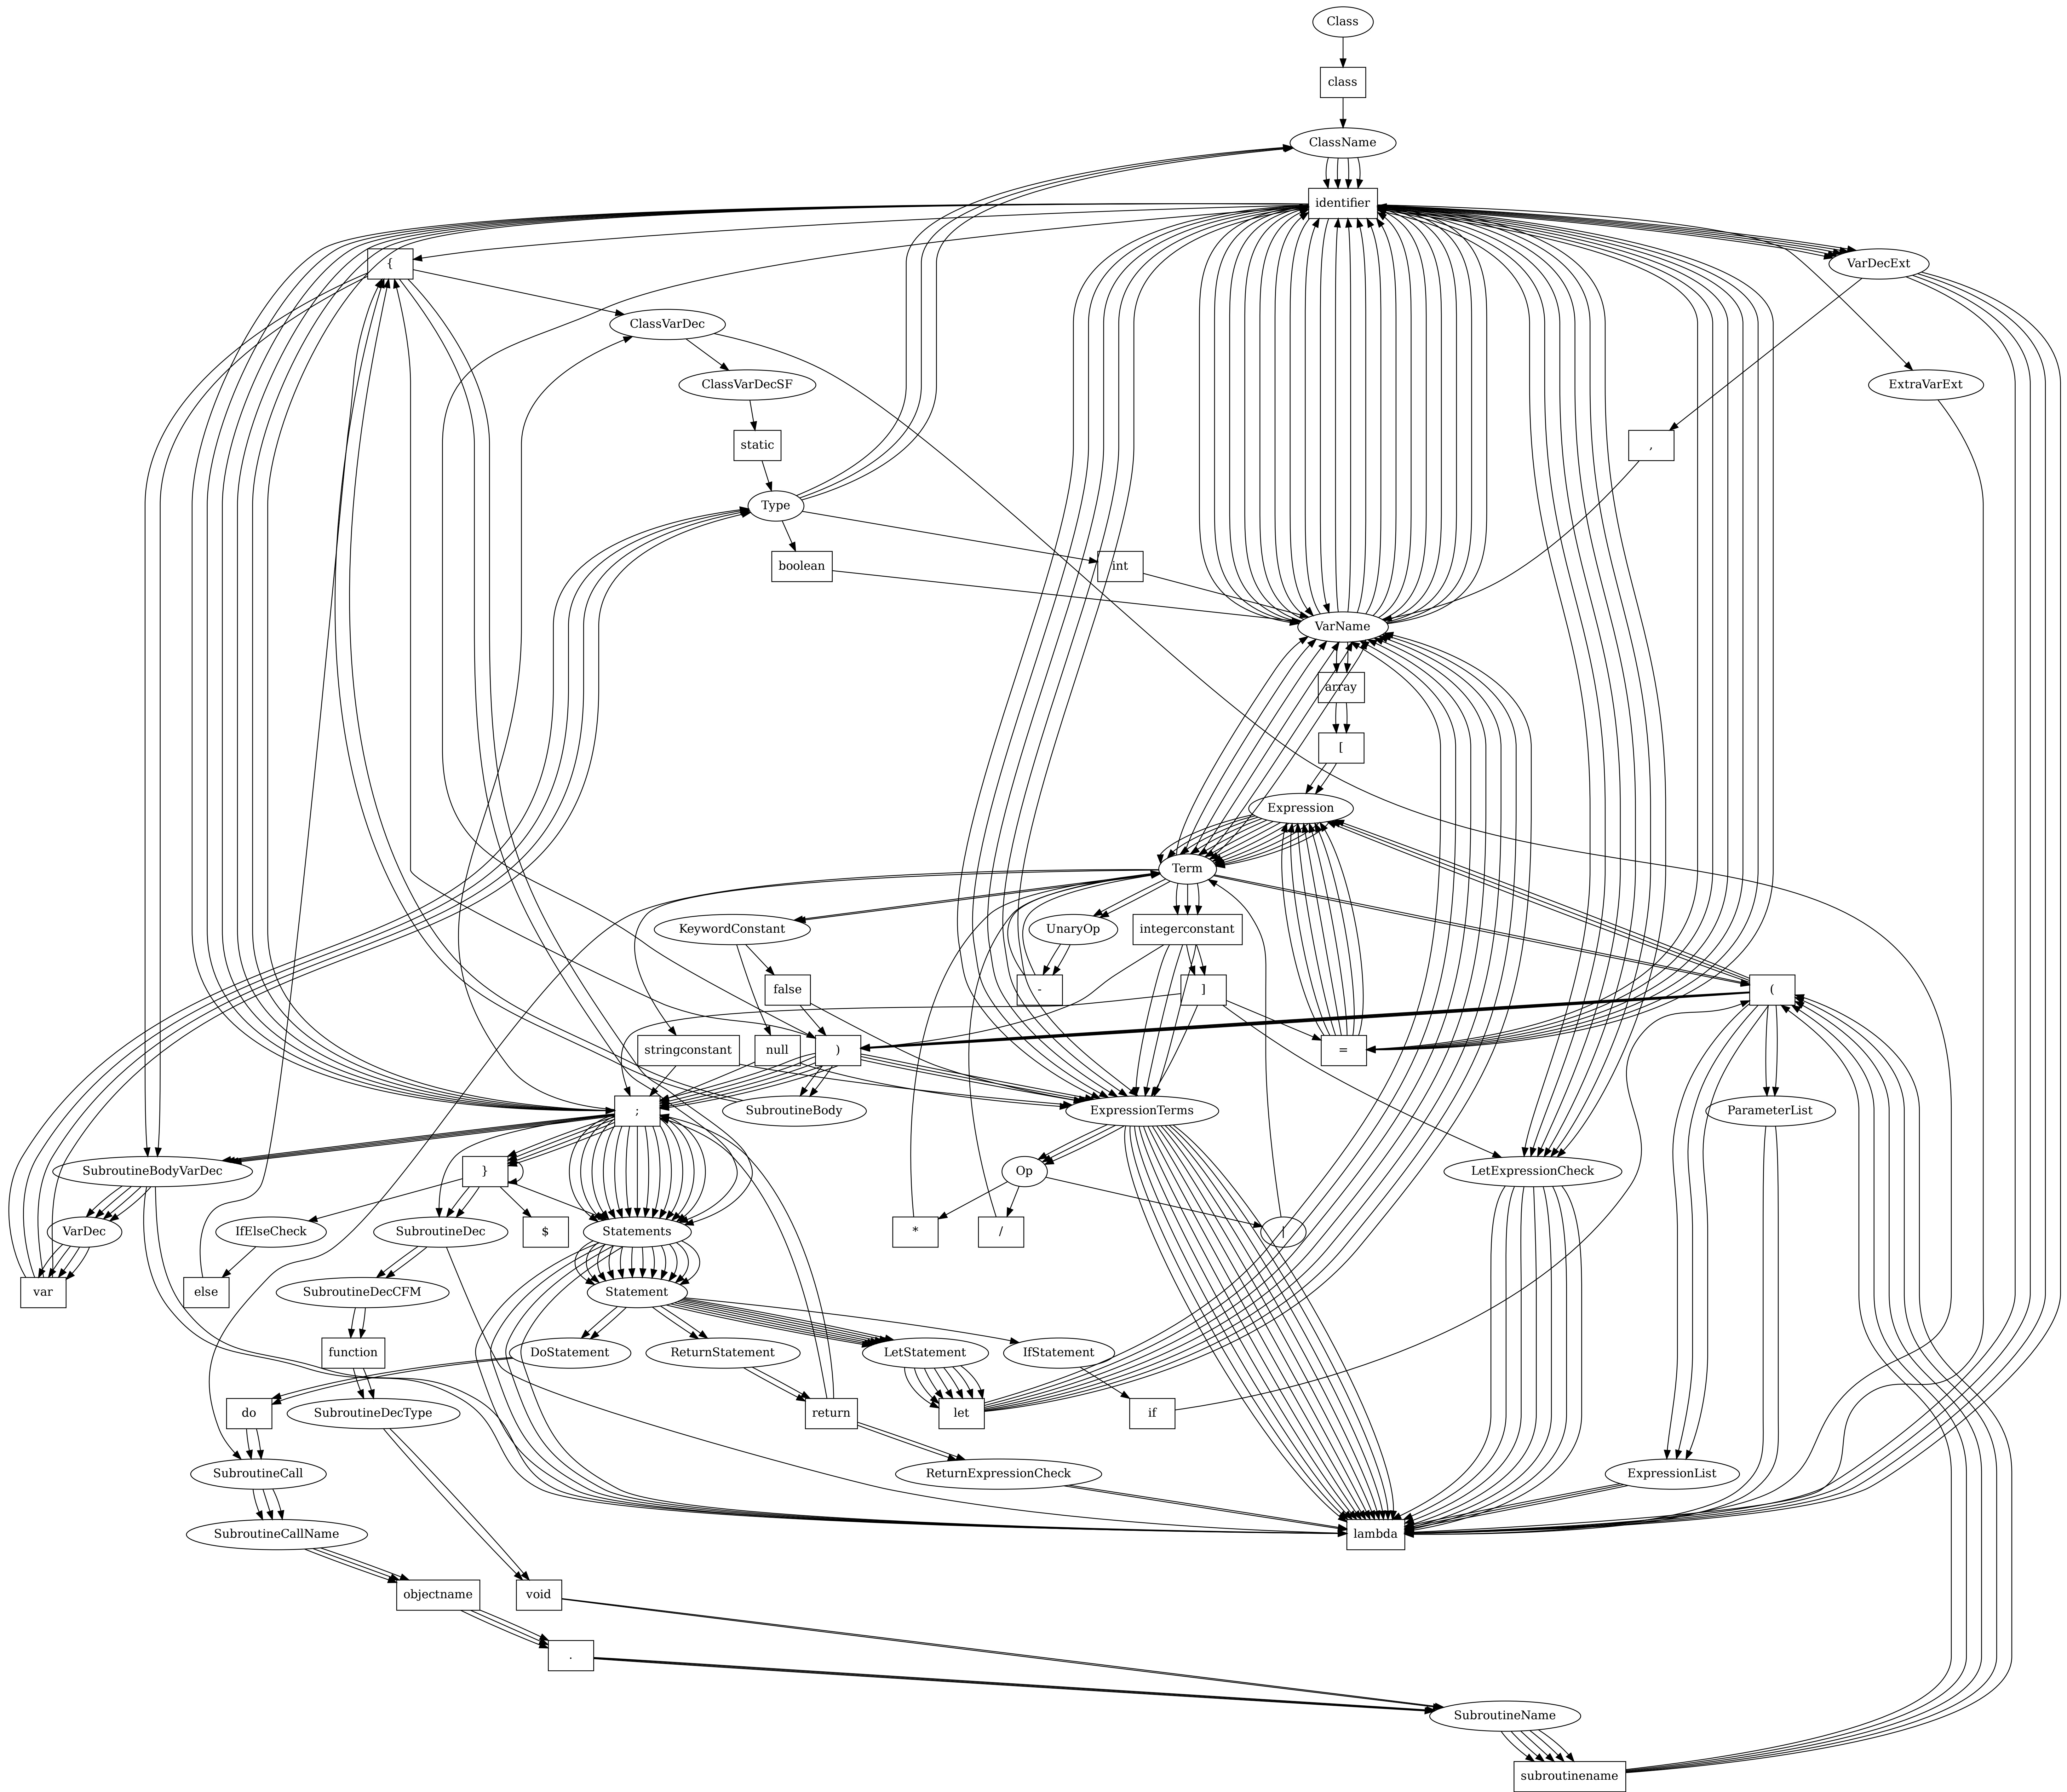 Class
class
ClassName
identifier
{
VarDecExt
ClassVarDec
ClassVarDecSF
ExtraVarExt
static
,
Type
boolean
int
VarName
array
[
Expression
Term
KeywordConstant
UnaryOp
integerconstant
false
-
]
(
stringconstant
null
)
=
;
SubroutineBody
ExpressionTerms
ParameterList
SubroutineBodyVarDec
}
Op
LetExpressionCheck
VarDec
IfElseCheck
SubroutineDec
$
Statements
*
/
|
var
else
SubroutineDecCFM
Statement
function
DoStatement
ReturnStatement
LetStatement
IfStatement
do
SubroutineDecType
return
let
if
SubroutineCall
ReturnExpressionCheck
ExpressionList
SubroutineCallName
lambda
objectname
void
.
SubroutineName
subroutinename